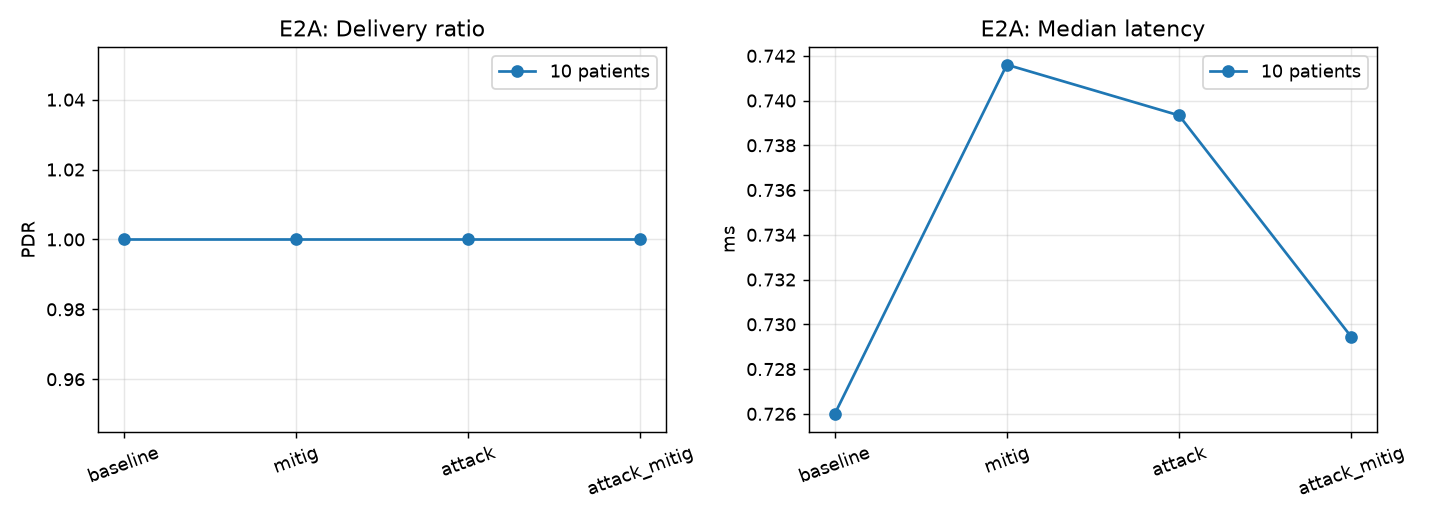 E2A: Delivery ratio
10 patients
PDR
1.04
1.02
1.00
0.98
0.96
baseline
mitig
attack
attack_mitig
E2A: Median latency
10 patients
ms
0.742
0.740
0.738
0.736
0.734
0.732
0.730
0.728
0.726
baseline
mitig
attack
attack_mitig